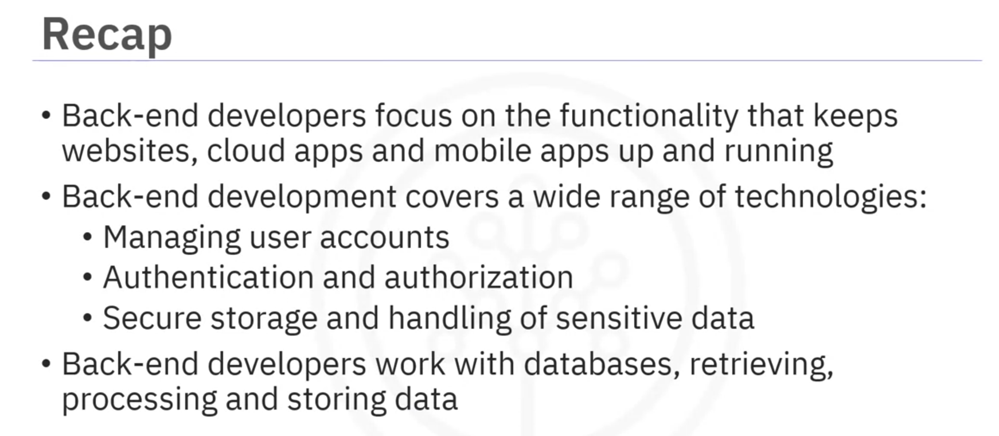 Recap
• Back-end developers focus on the functionality that keeps
websites, cloud apps and mobile apps up and running
• Back-end development covers a wide range of technologies:
• Managing user accounts
• Authentication and authorization
• Secure storage and handling of sensitive data
• Back-end developers work with databases, retrieving,
processing and storing data